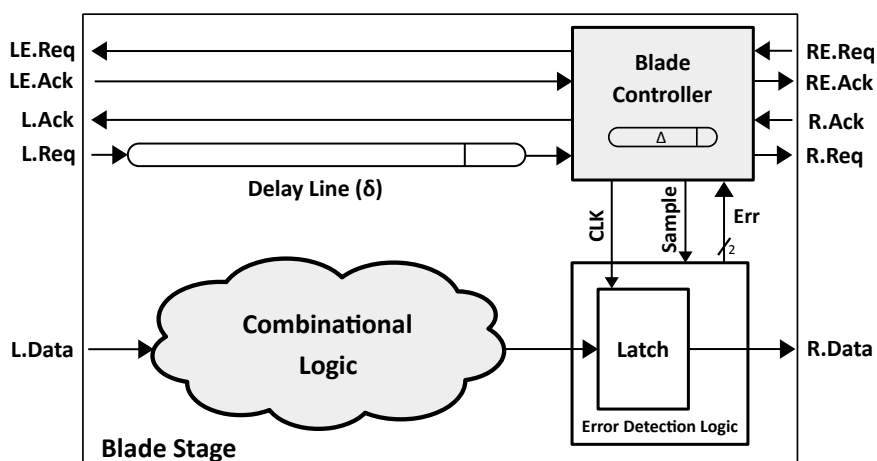 LE.Req
RE.Req
LE.Ack
Blade
Controller
RE.Ack
L.Ack
R.Ack
Δ
L.Req
R.Req
Delay Line (δ)
CLK
Sample
Err
2
Combinational
Logic
L.Data
Latch
R.Data
Error Detection Logic
Blade Stage